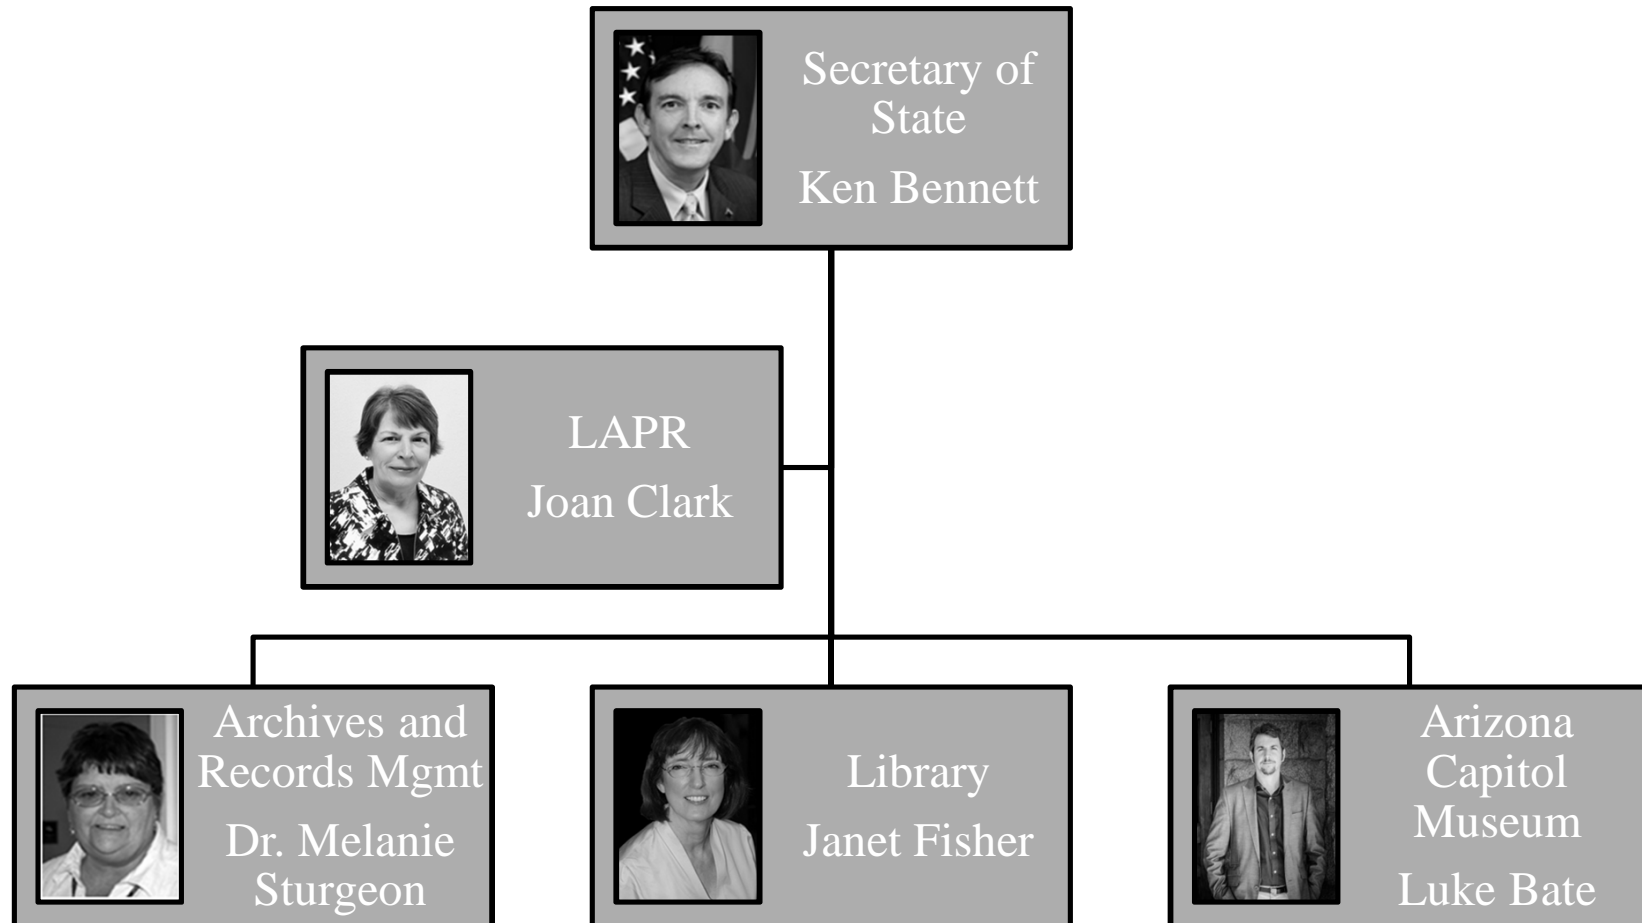 Secretary of
State
Ken Bennett
LAPR
Joan Clark
Archives and
Records Mgmt
Dr. Melanie
Sturgeon
Library
Janet Fisher
Arizona
Capitol
Museum
Luke Bate